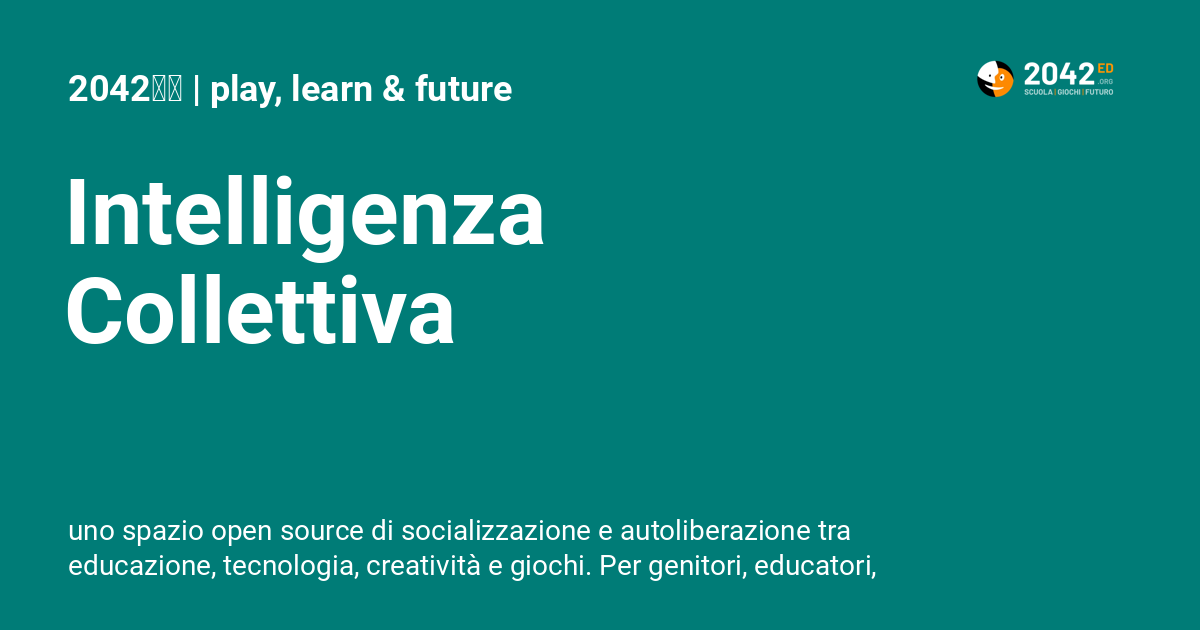 2042 | play, learn & future
2042 ED
.ORG
SCUOLA | GIOCHI | FUTURO
Intelligenza
Collettiva
uno spazio open source di socializzazione e autoliberazione tra
educazione, tecnologia, creatività e giochi. Per genitori, educatori,